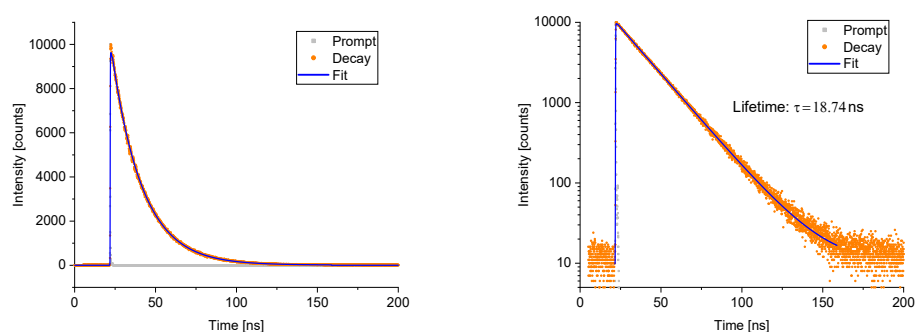 Intensity [counts]
10000
8000
6000
4000
2000
0
0
50
100
150
200
Time [ns]
Prompt
Decay
Fit
Intensity [counts]
10000
1000
100
10
0
50
100
150
200
Time [ns]
Prompt
Decay
Fit
Lifetime: τ=18.74 ns